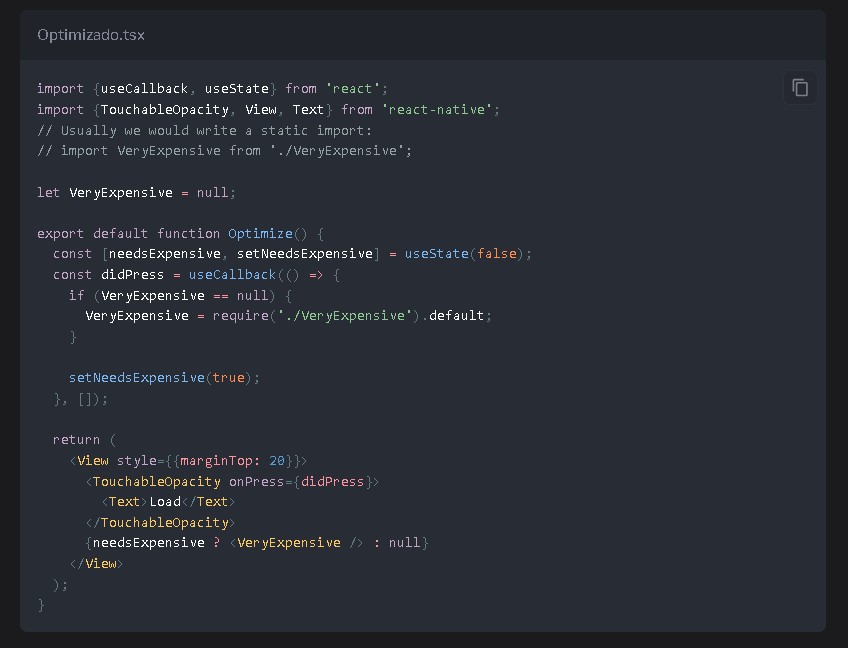 Optimizado.tsx
import {useCallback, useState} from 'react';
import {TouchableOpacity, View, Text} from 'react-native';
// Usually we would write a static import:
// import VeryExpensive from './VeryExpensive';

let VeryExpensive = null;

export default function Optimize() {
  const [needsExpensive, setNeedsExpensive] = useState(false);
  const didPress = useCallback(() => {
    if (VeryExpensive == null) {
      VeryExpensive = require('./VeryExpensive').default;
    }

    setNeedsExpensive(true);
  }, []);

  return (
    <View style={{marginTop: 20}}>
      <TouchableOpacity onPress={didPress}>
        <Text>Load</Text>
      </TouchableOpacity>
      {needsExpensive ? <VeryExpensive /> : null}
    </View>
  );
}